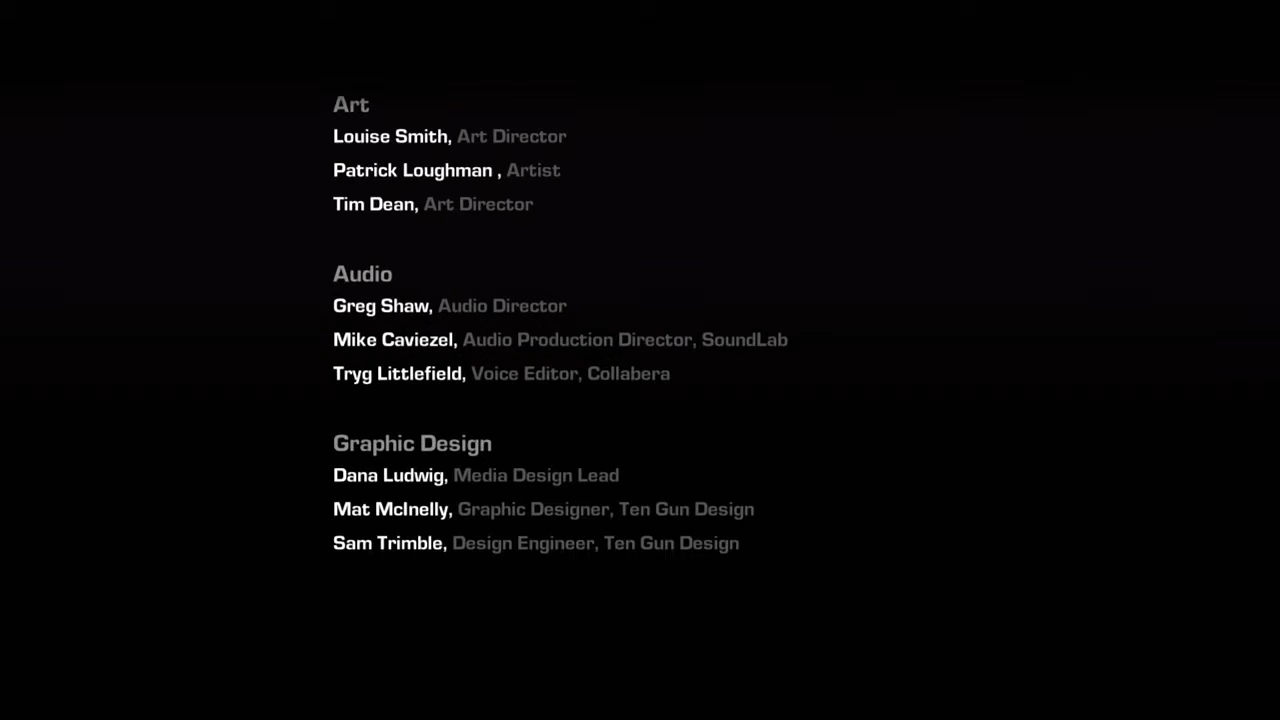 Art
Louise Smith, Art Director
Patrick Loughman , Artist
Tim Dean, Art Director
Audio
Greg Shaw, Audio Director
Mike Caviezel, Audio Production Director, SoundLab
Tryg Littlefield, Voice Editor, Collabera
Graphic Design
Dana Ludwig, Media Design Lead
Mat McInelly, Graphic Designer, Ten Gun Design
Sam Trimble, Design Engineer, Ten Gun Design